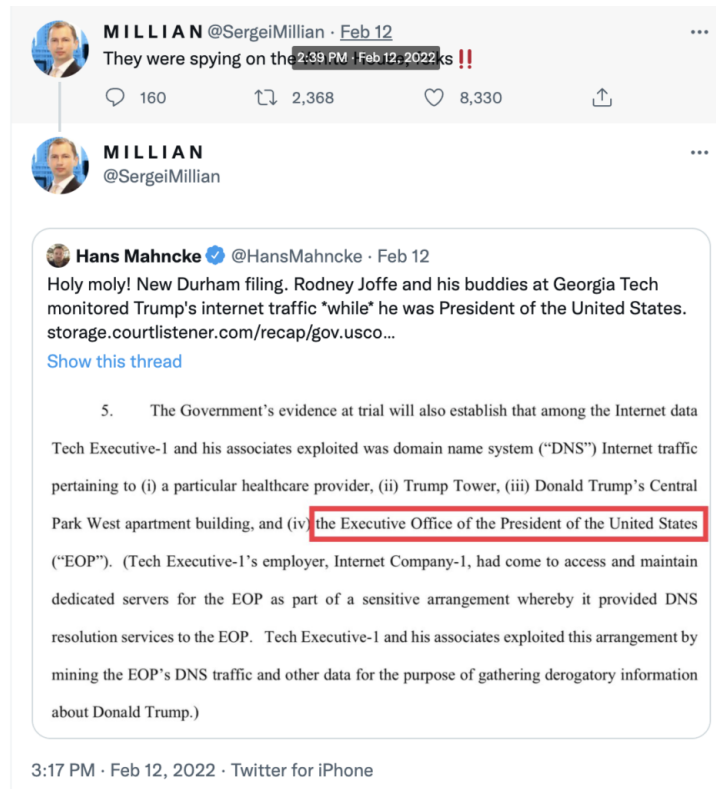 MILLIAN @SergeiMillian · Feb 12
They were spying on the 2:39 PM · Feb 12, 2022 ks ‼
160 2,368 8,330
MILLIAN
@SergeiMillian
Hans Mahncke @HansMahncke · Feb 12
Holy moly! New Durham filing. Rodney Joffe and his buddies at Georgia Tech
monitored Trump's internet traffic *while* he was President of the United States.
storage.courtlistener.com/recap/gov.usco...
Show this thread
5. The Government's evidence at trial will also establish that among the Internet data
Tech Executive-1 and his associates exploited was domain name system ("DNS") Internet traffic
pertaining to (i) a particular healthcare provider, (ii) Trump Tower, (iii) Donald Trump's Central
Park West apartment building, and (iv) the Executive Office of the President of the United States
("EOP"). (Tech Executive-1's employer, Internet Company-1, had come to access and maintain
dedicated servers for the EOP as part of a sensitive arrangement whereby it provided DNS
resolution services to the EOP. Tech Executive-1 and his associates exploited this arrangement by
mining the EOP's DNS traffic and other data for the purpose of gathering derogatory information
about Donald Trump.)
3:17 PM · Feb 12, 2022 · Twitter for iPhone